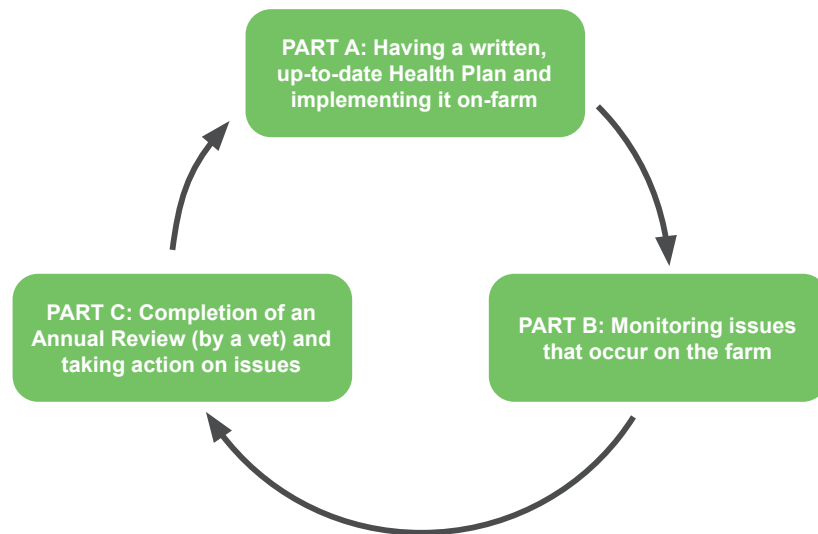 PART A: Having a written,
up-to-date Health Plan and
implementing it on-farm
PART C: Completion of an
Annual Review (by a vet) and
taking action on issues
PART B: Monitoring issues
that occur on the farm